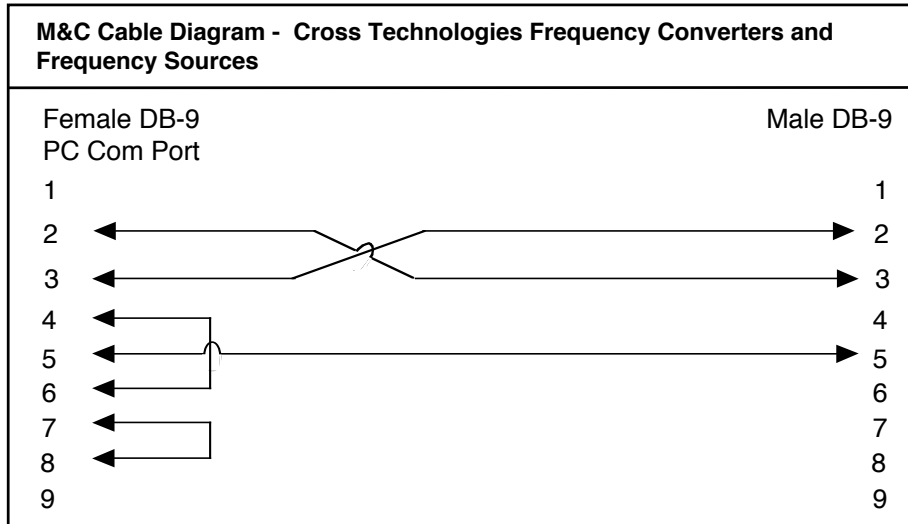 M&C Cable Diagram - Cross Technologies Frequency Converters and
Frequency Sources
Female DB-9 Male DB-9
PC Com Port
1 1
2 2
3 3
4 4
5 5
6 6
7 7
8 8
9 9